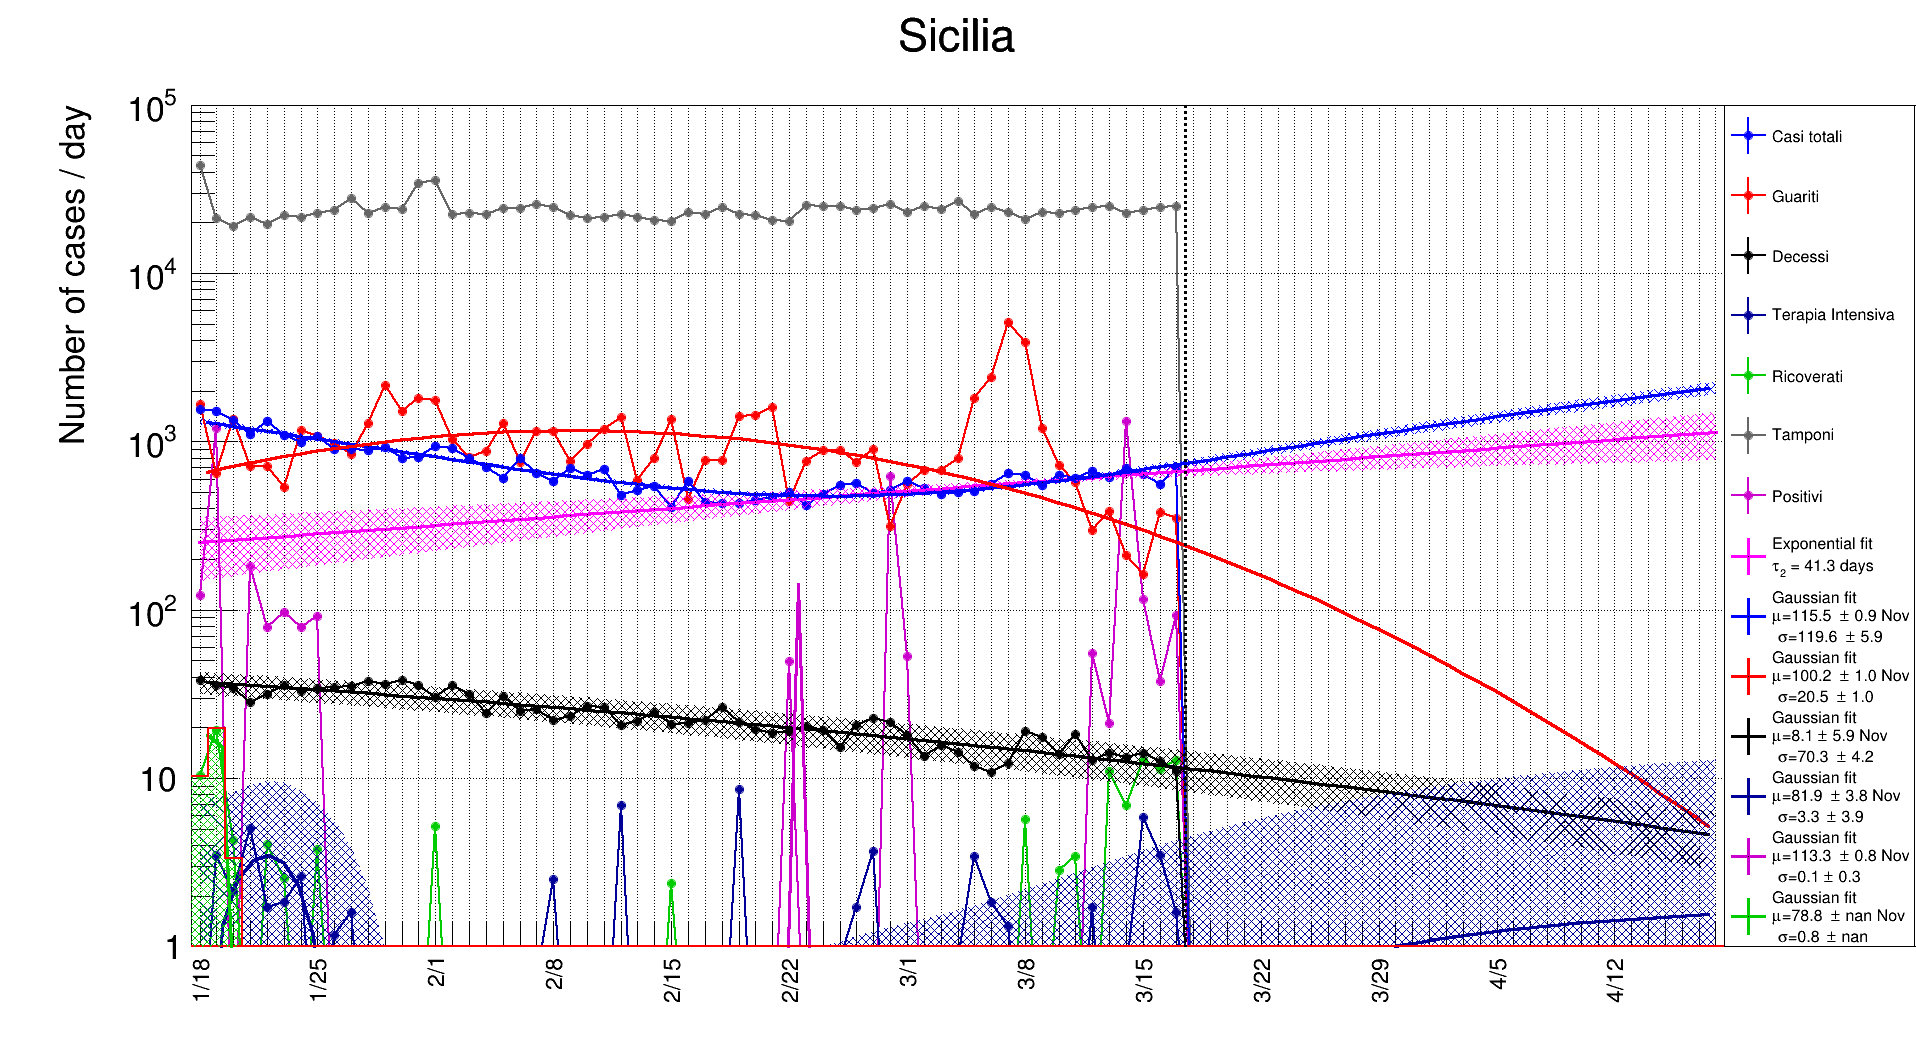 Sicilia
Number of cases / day
10^5
10^4
10^3
10^2
10
1
1/18
1/25
2/1
2/8
2/15
2/22
3/1
3/8
3/15
3/22
3/29
4/5
4/12
Casi totali
Guariti
Decessi
Terapia Intensiva
Ricoverati
Tamponi
Positivi
Exponential fit
τ_2 = 41.3 days
Gaussian fit
μ=115.5 ± 0.9 Nov
σ=119.6 ± 5.9
Gaussian fit
μ=100.2 ± 1.0 Nov
σ=20.5 ± 1.0
Gaussian fit
μ=8.1 ± 5.9 Nov
σ=70.3 ± 4.2
Gaussian fit
μ=81.9 ± 3.8 Nov
σ=3.3 ± 3.9
Gaussian fit
μ=113.3 ± 0.8 Nov
σ=0.1 ± 0.3
Gaussian fit
μ=78.8 ± nan Nov
σ=0.8 ± nan